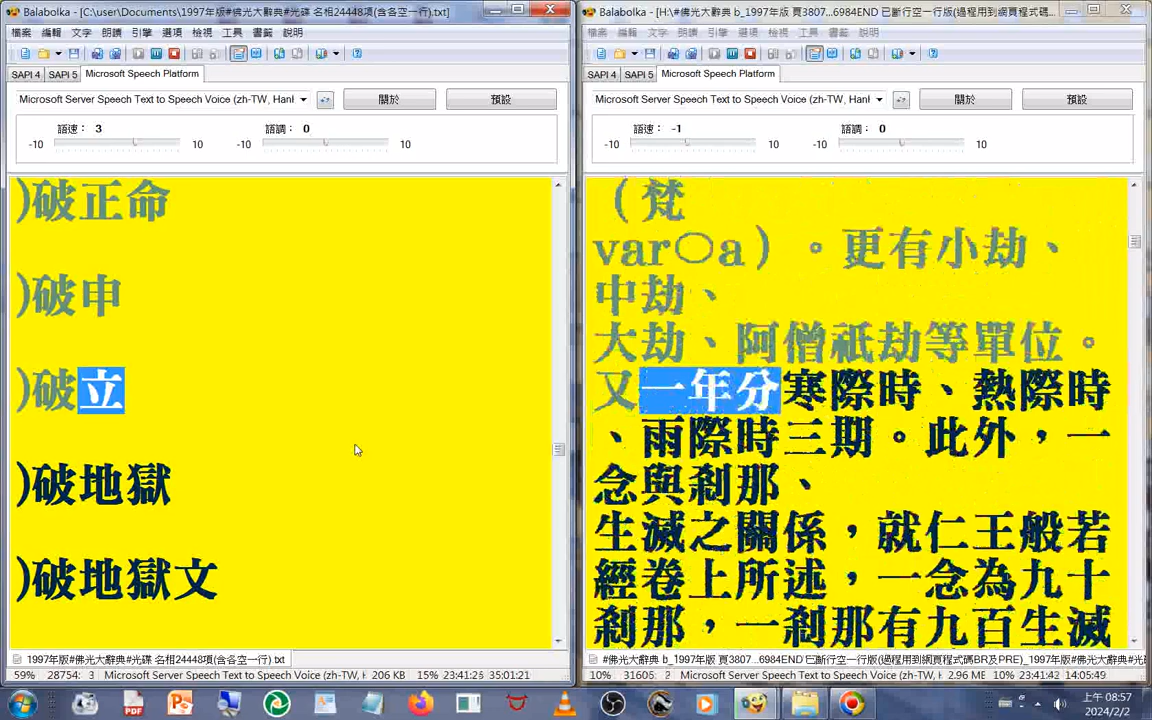 Balabolka - [C:\user\Documents\1997年版#佛光大辭典#光碟 名相24448項(含各空一行).txt]
檔案 編輯 文字 朗讀 引擎 選項 檢視 工具 書籤 說明
SAPI 4 SAPI 5 Microsoft Speech Platform
Microsoft Server Speech Text to Speech Voice (zh-TW, Hanl
關於 預設
語速： 3 語調： 0
-10 10 -10 10
)破正命
)破申
)破立
)破地獄
)破地獄文
1997年版#佛光大辭典#光碟 名相24448項(含各空一行).txt
59% 28754: 3 Microsoft Server Speech Text to Speech Voice (zh-TW, Hanl 206 KB 15% 23:41:26 35:01:21
Balabolka - [H:\#佛光大辭典 b_1997年版 頁3807...6984END 已斷行空一行版(過程用到網頁程式碼...
檔案 編輯 文字 朗讀 引擎 選項 檢視 工具 書籤 說明
SAPI 4 SAPI 5 Microsoft Speech Platform
Microsoft Server Speech Text to Speech Voice (zh-TW, Hanl
關於 預設
語速： -1 語調： 0
-10 10 -10 10
（梵
var○a）。更有小劫、
中劫、
大劫、阿僧祇劫等單位。
又一年分寒際時、熱際時
、雨際時三期。此外，一
念與剎那、
生滅之關係，就仁王般若
經卷上所述，一念為九十
剎那，一剎那有九百生滅
#佛光大辭典 b_1997年版 頁3807...6984END 已斷行空一行版(過程用到網頁程式碼BR及PRE)_1997年版#光
10% 31605: 2 Microsoft Server Speech Text to Speech Voice (zh-TW, Hanl 2.96 MB 10% 23:41:42 14:05:49
上午 08:57
2024/2/2